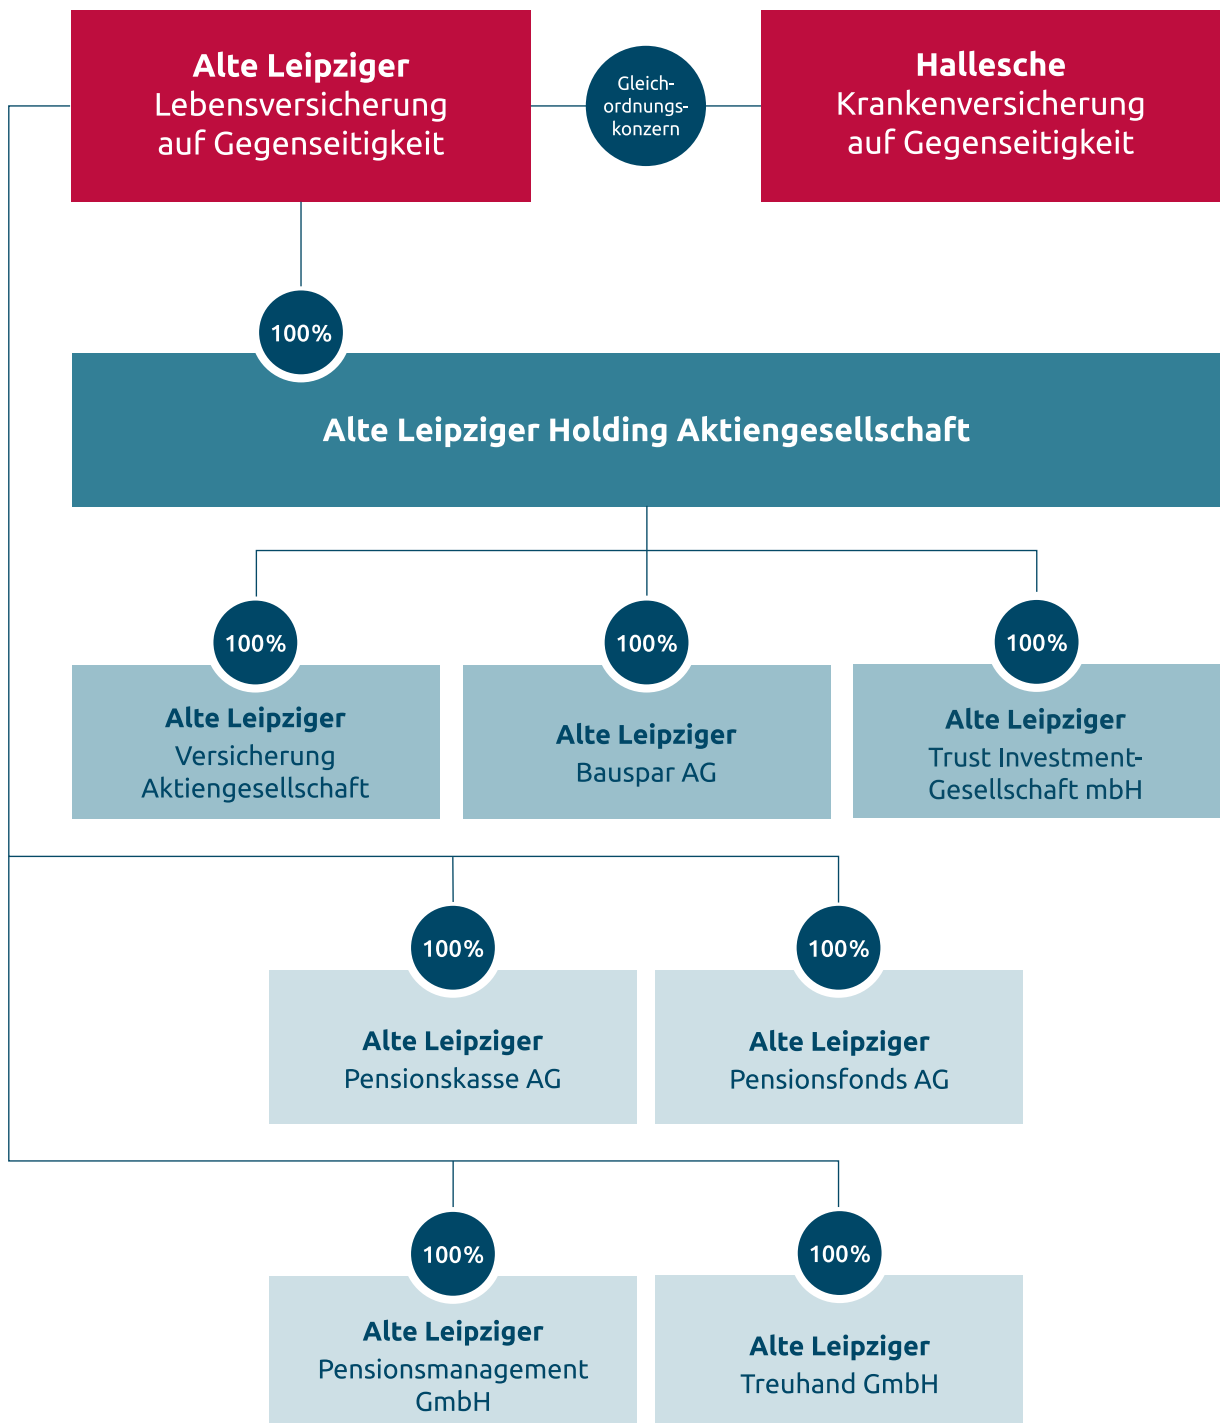 Alte Leipziger
Lebensversicherung
auf Gegenseitigkeit
Gleich-
ordnungs-
konzern
Hallesche
Krankenversicherung
auf Gegenseitigkeit
100%
Alte Leipziger Holding Aktiengesellschaft
100%
Alte Leipziger
Versicherung
Aktiengesellschaft
100%
Alte Leipziger
Bauspar AG
100%
Alte Leipziger
Trust Investment-
Gesellschaft mbH
100%
Alte Leipziger
Pensionskasse AG
100%
Alte Leipziger
Pensionsfonds AG
100%
Alte Leipziger
Pensionsmanagement
GmbH
100%
Alte Leipziger
Treuhand GmbH